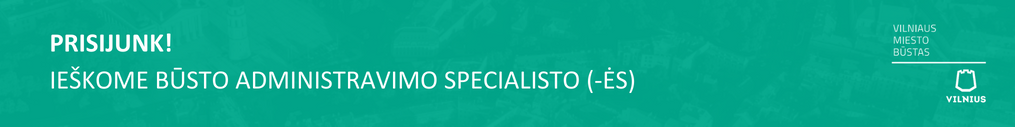 PRISIJUNK!
IEŠKOME BŪSTO ADMINISTRAVIMO SPECIALISTO (-ĖS)
VILNIAUS
MIESTO
BŪSTAS
VILNIUS